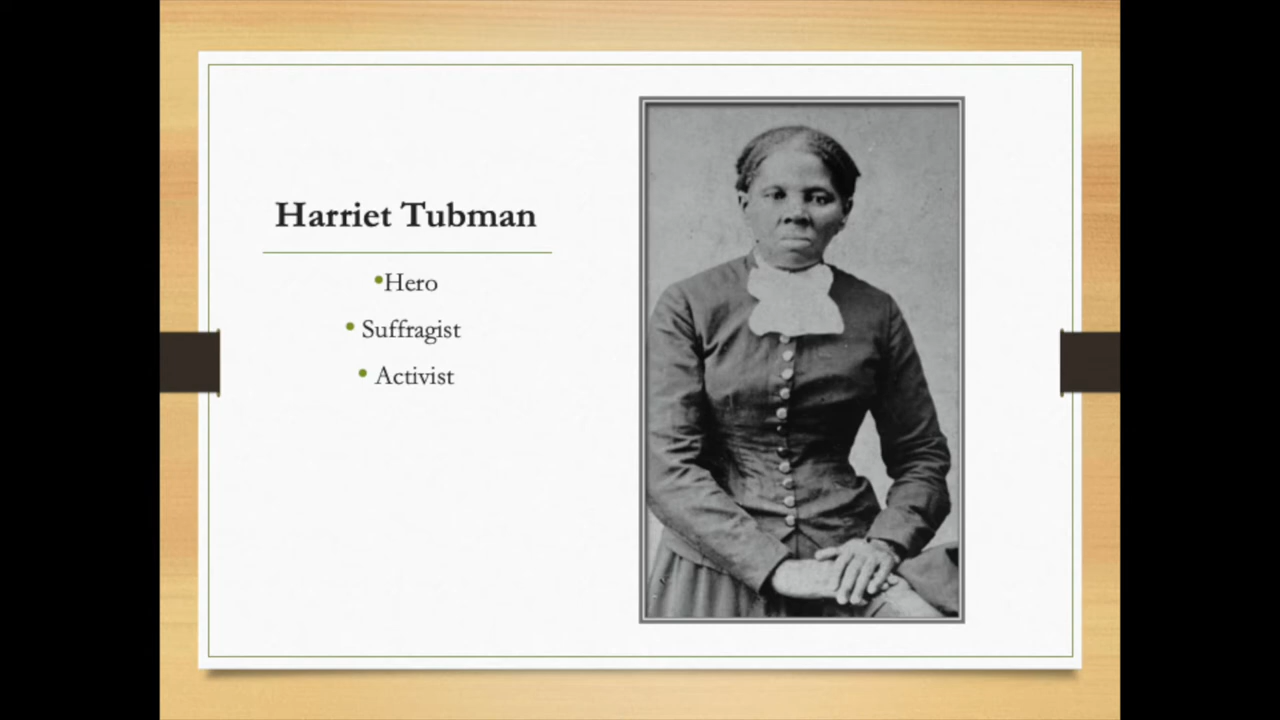 Harriet Tubman
•Hero
• Suffragist
• Activist